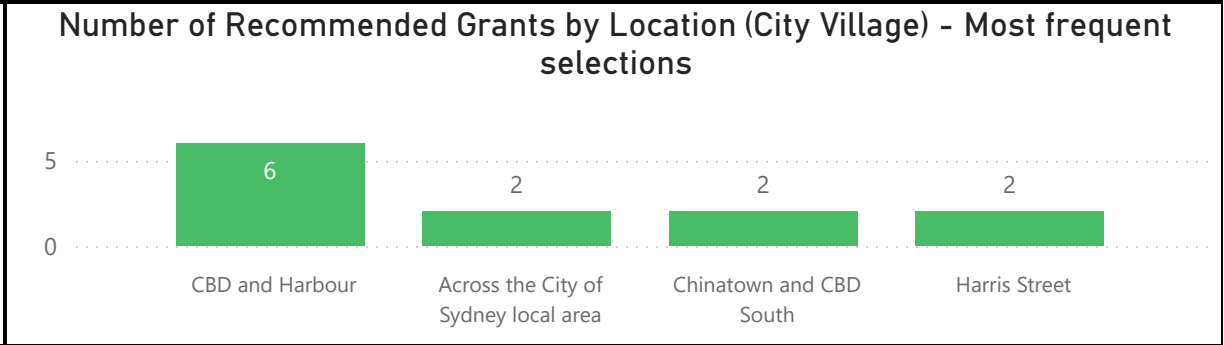 Number of Recommended Grants by Location (City Village) - Most frequent
selections
5
6
2
2
2
0
CBD and Harbour
Across the City of
Sydney local area
Chinatown and CBD
South
Harris Street